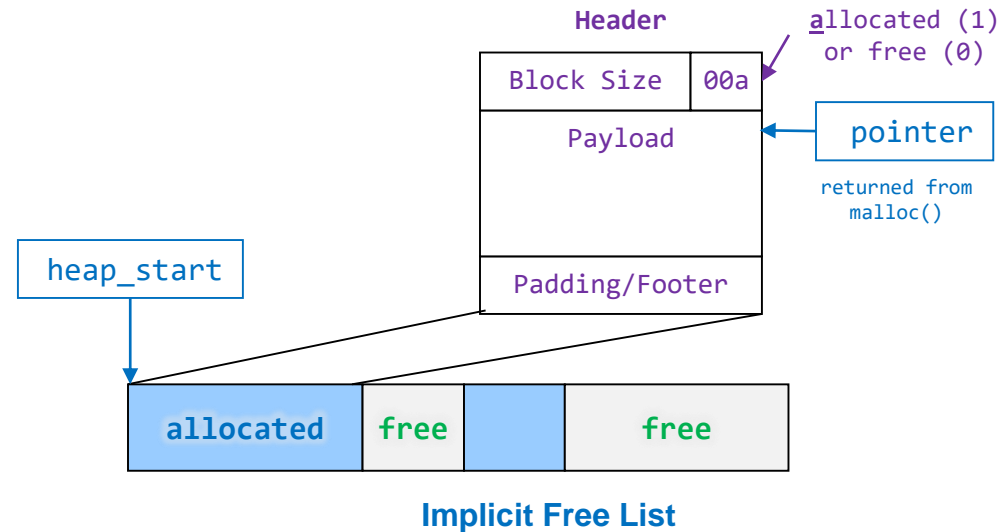 Header
allocated (1)
or free (0)
Block Size
00a
Payload
pointer
returned from
malloc()
heap_start
Padding/Footer
allocated
free
free
Implicit Free List